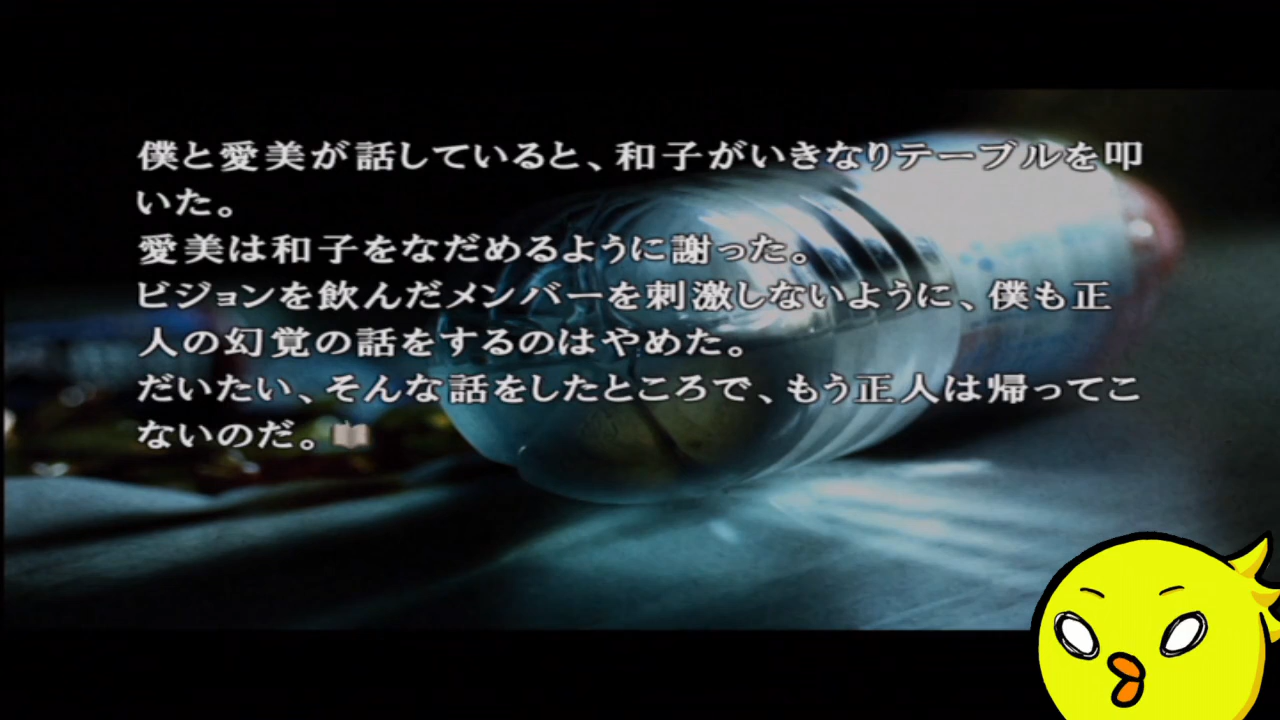 僕と愛美が話していると、和子がいきなりテーブルを叩
いた。
愛美は和子をなだめるように謝った。
ビジョンを飲んだメンバーを刺激しないように、僕も正
人の幻覚の話をするのはやめた。
だいたい、そんな話をしたところで、もう正人は帰ってこ
ないのだ。